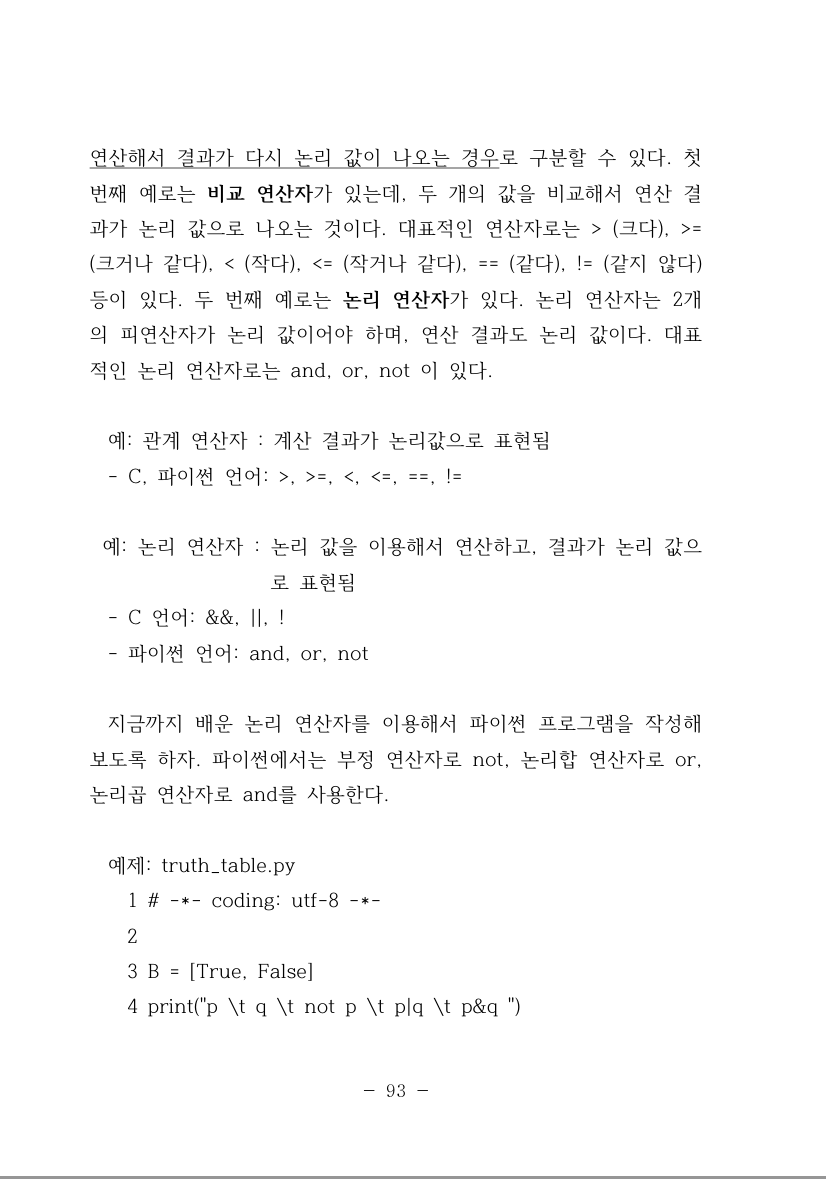 연산해서 결과가 다시 논리 값이 나오는 경우로 구분할 수 있다. 첫
번째 예로는 비교 연산자가 있는데, 두 개의 값을 비교해서 연산 결
과가 논리 값으로 나오는 것이다. 대표적인 연산자로는 > (크다), >=
(크거나 같다), < (작다), <= (작거나 같다), == (같다), != (같지 않다)
등이 있다. 두 번째 예로는 논리 연산자가 있다. 논리 연산자는 2개
의 피연산자가 논리 값이어야 하며, 연산 결과도 논리 값이다. 대표
적인 논리 연산자로는 and, or, not 이 있다.
예: 관계 연산자 : 계산 결과가 논리값으로 표현됨
- C, 파이썬 언어: >, >=, <, <=, ==, !=
예: 논리 연산자 : 논리 값을 이용해서 연산하고, 결과가 논리 값으
로 표현됨
- C 언어: &&, ||, !
- 파이썬 언어: and, or, not
지금까지 배운 논리 연산자를 이용해서 파이썬 프로그램을 작성해
보도록 하자. 파이썬에서는 부정 연산자로 not, 논리합 연산자로 or,
논리곱 연산자로 and를 사용한다.
예제: truth_table.py
1 # -*- coding: utf-8 -*-
2
3 B = [True, False]
4 print("p \t q \t not p \t p|q \t p&q ")
- 93 -